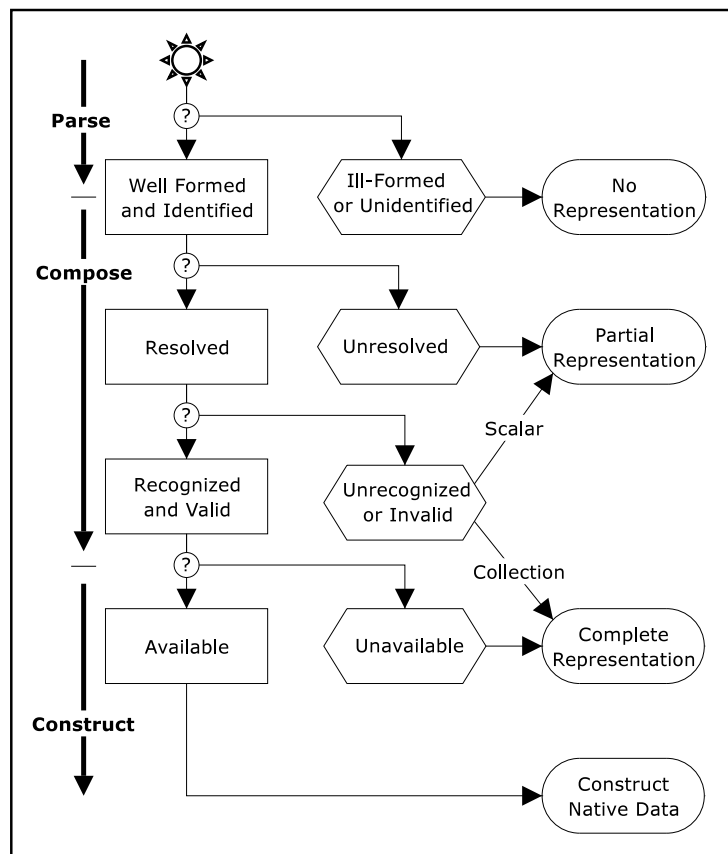 ?
Parse
Well Formed
and Identified
Ill-Formed
or Unidentified
No
Representation
?
Compose
Resolved
Unresolved
Partial
Representation
?
Scalar
Recognized
and Valid
Unrecognized
or Invalid
?
Collection
Available
Unavailable
Complete
Representation
Construct
Construct
Native Data